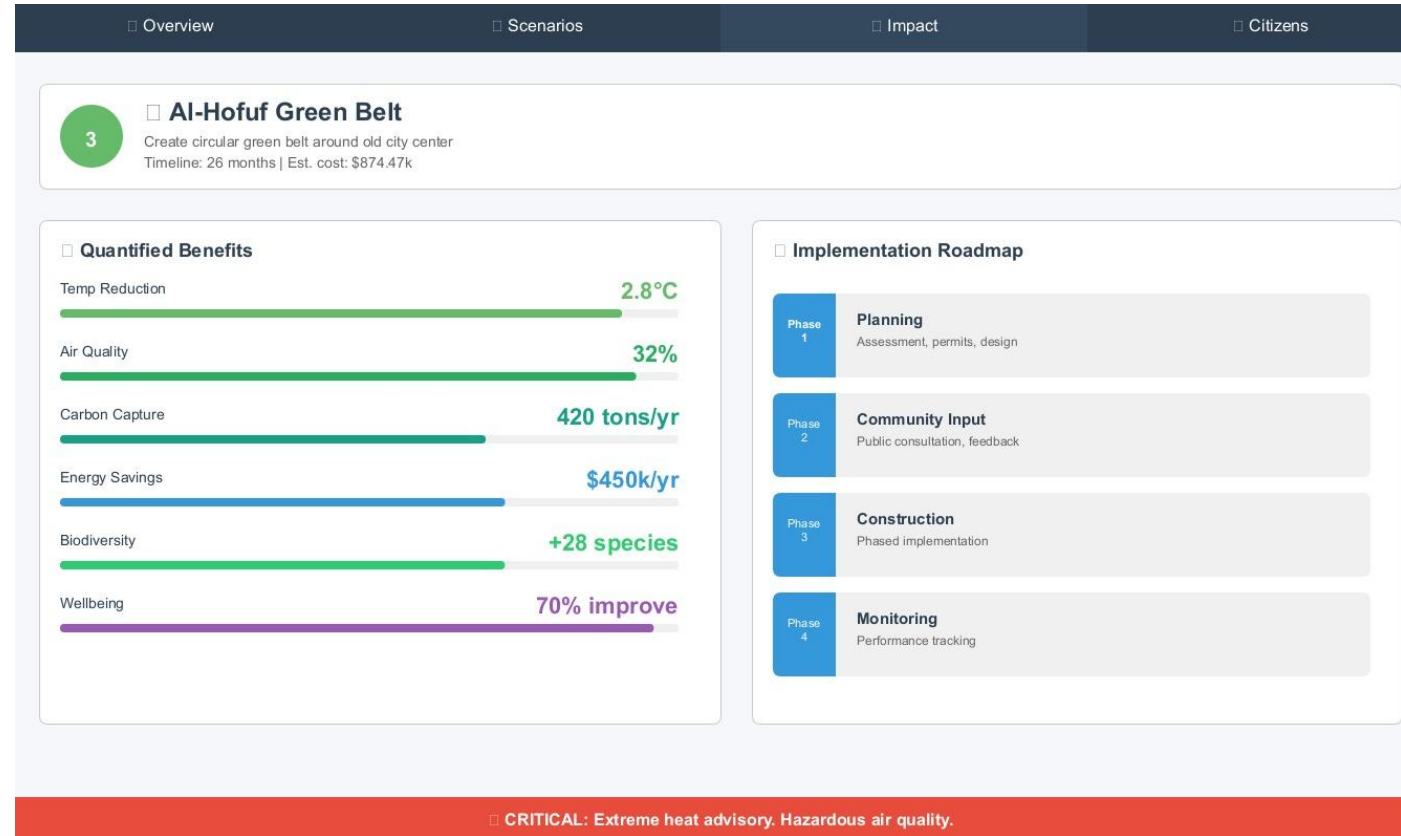 Overview
Scenarios
Impact
Citizens
3
Al-Hofuf Green Belt
Create circular green belt around old city center
Timeline: 26 months | Est. cost: $874.47k
Quantified Benefits
Temp Reduction
2.8°C
Air Quality
32%
Carbon Capture
420 tons/yr
Energy Savings
$450k/yr
Biodiversity
+28 species
Wellbeing
70% improve
Implementation Roadmap
Phase
1
Planning
Assessment, permits, design
Phase
2
Community Input
Public consultation, feedback
Phase
3
Construction
Phased implementation
Phase
4
Monitoring
Performance tracking
CRITICAL: Extreme heat advisory. Hazardous air quality.